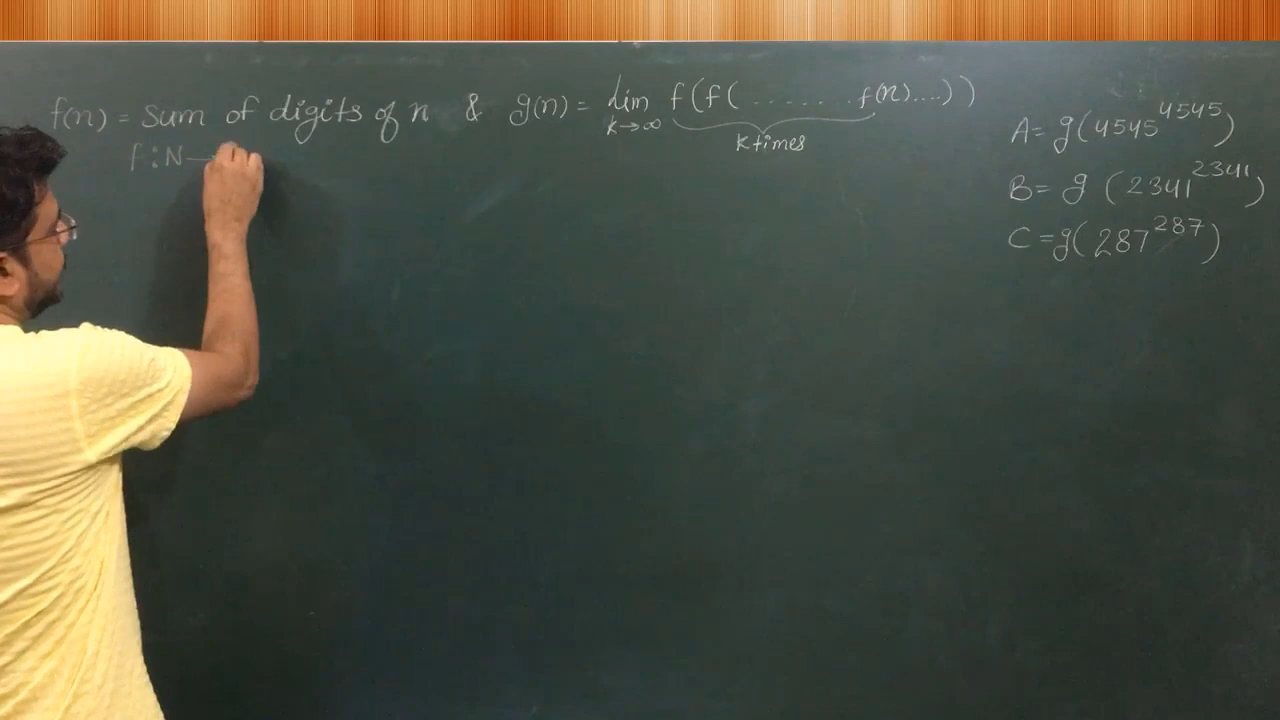 f(n) = Sum of digits of n & g(n) = lim k→∞ f(f(.......f(n)....))
k times
f : N →
A = g(4545^4545)
B = g (2341^2341)
C = g(287^287)